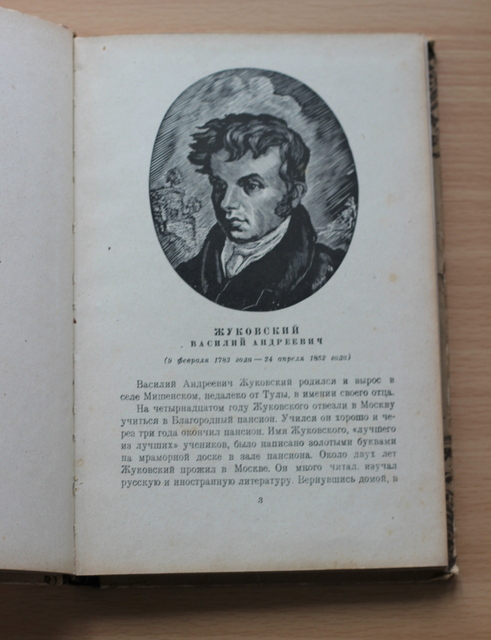 ЖУКОВСКИЙ
ВАСИЛИЙ АНДРЕЕВИЧ
(9 февраля 1783 года — 24 апреля 1852 года)
Василий Андреевич Жуковский родился и вырос в
селе Мишенском, недалеко от Тулы, в имении своего отца.
На четырнадцатом году Жуковского отвезли в Москву
учиться в Благородный пансион. Учился он хорошо и че-
рез три года окончил пансион. Имя Жуковского, «лучшего
из лучших» учеников, было написано золотыми буквами
на мраморной доске в зале пансиона. Около двух лет
Жуковский прожил в Москве. Он много читал, изучал
русскую и иностранную литературу. Вернувшись домой, в
3